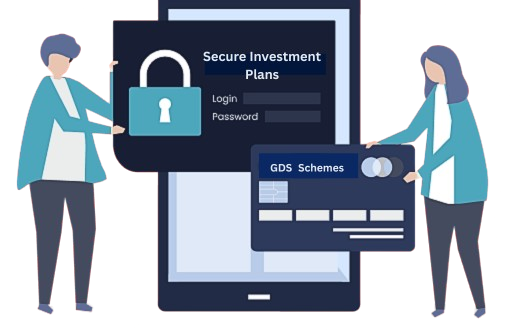 Secure Investment
Plans
Login
Password
GDS Schemes